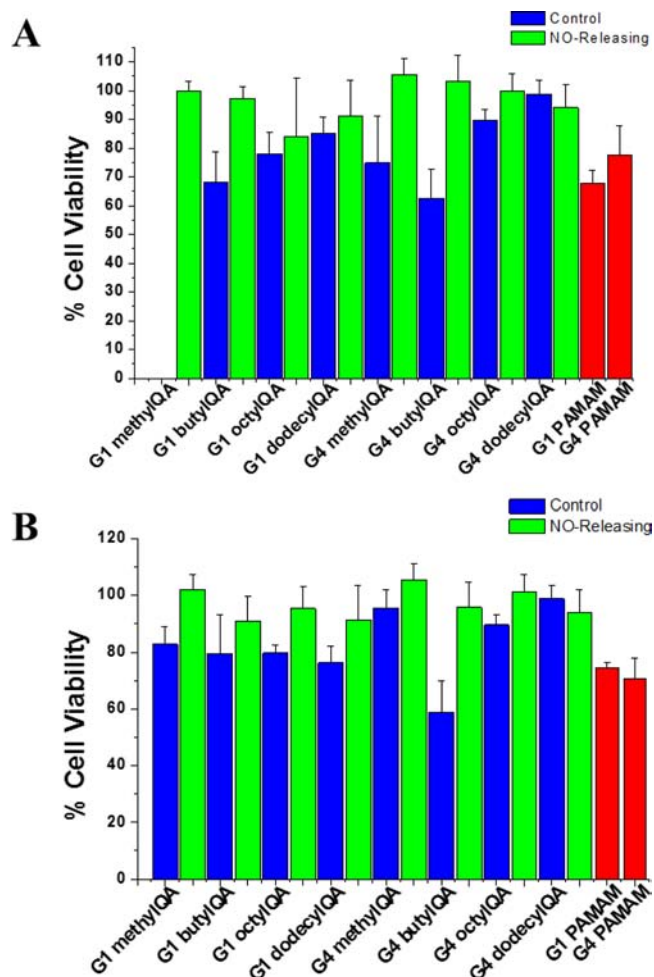 A
Control
NO-Releasing
110
100
90
80
70
60
50
40
30
20
10
0
% Cell Viability
G1 methylQA
G1 butylQA
G1 octylQA
G1 dodecylQA
G4 methylQA
G4 butylQA
G4 octylQA
G4 dodecylQA
G1 PAMAM
G4 PAMAM
B
Control
NO-Releasing
120
100
80
60
40
20
0
% Cell Viability
G1 methylQA
G1 butylQA
G1 octylQA
G1 dodecylQA
G4 methylQA
G4 butylQA
G4 octylQA
G4 dodecylQA
G1 PAMAM
G4 PAMAM